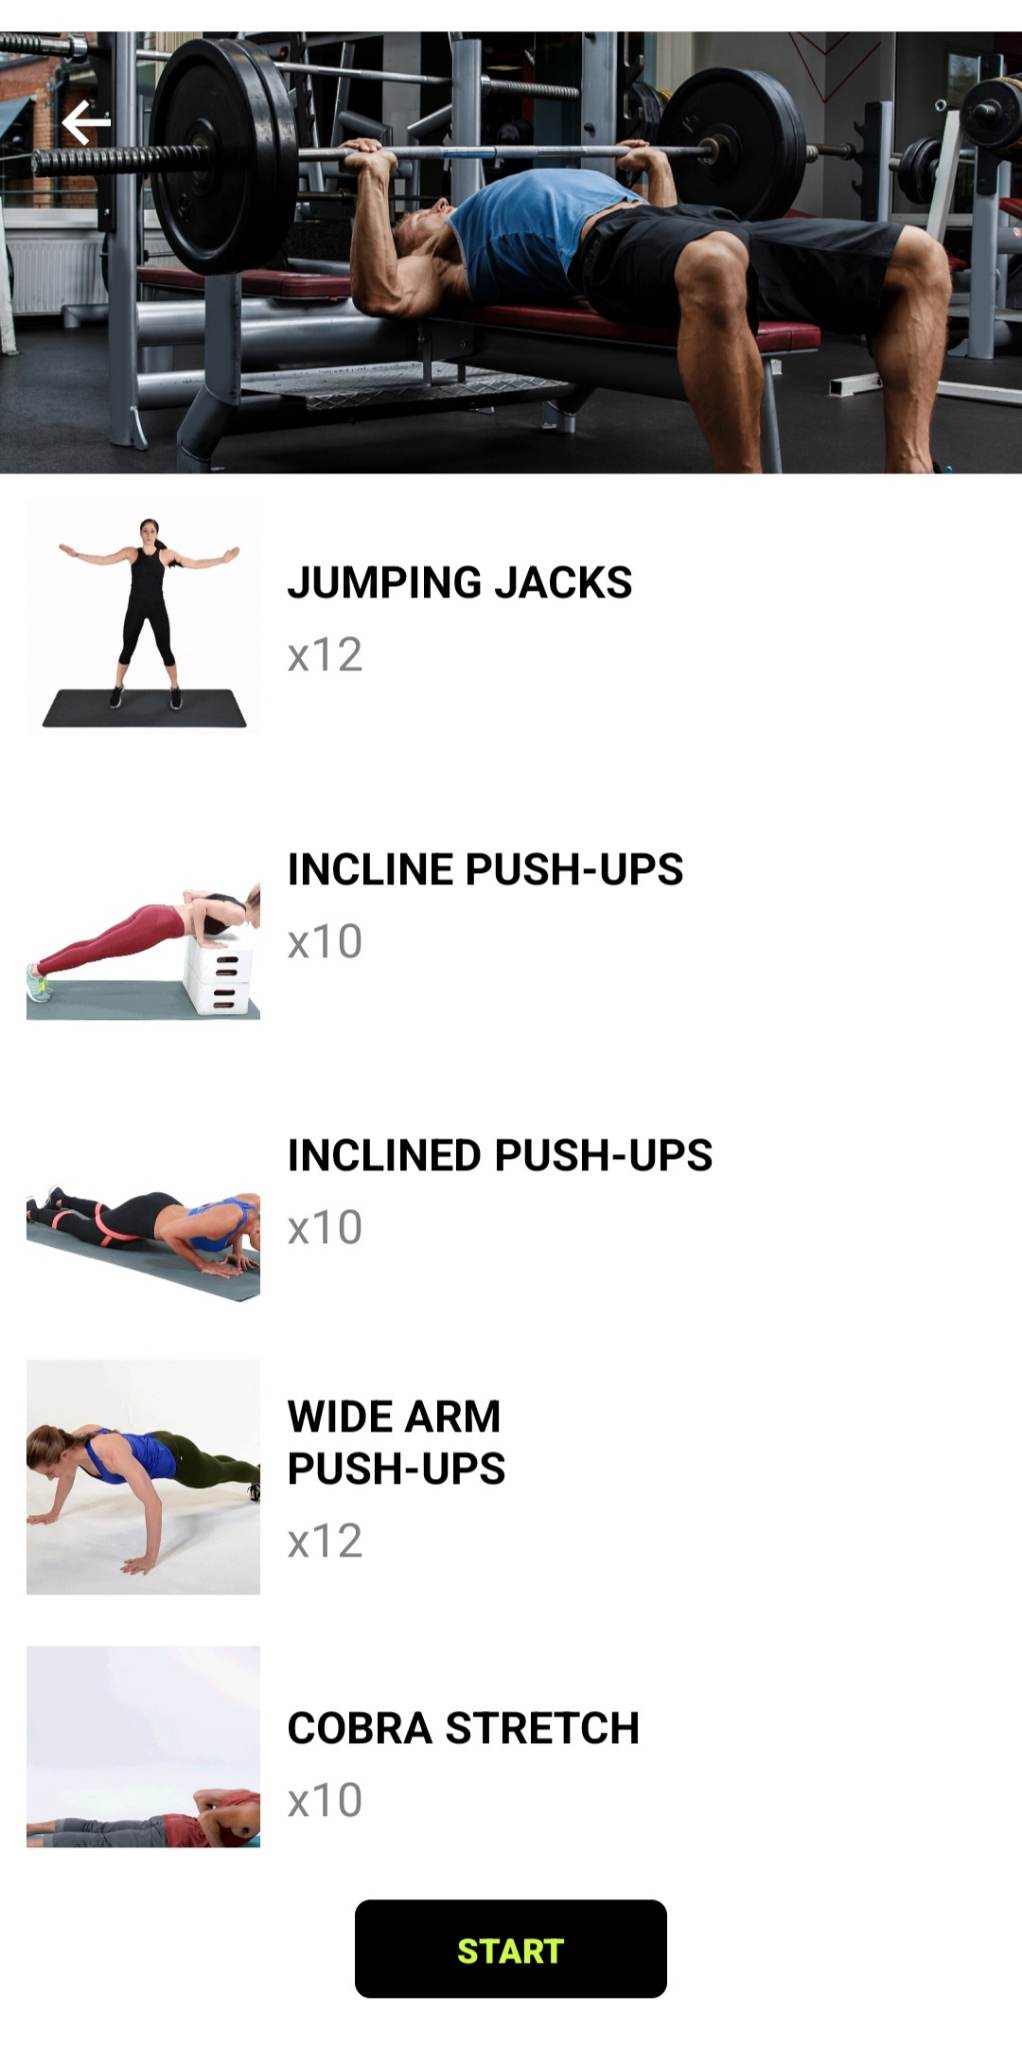 JUMPING JACKS
x12
INCLINE PUSH-UPS
x10
INCLINED PUSH-UPS
x10
WIDE ARM
PUSH-UPS
x12
COBRA STRETCH
x10
START